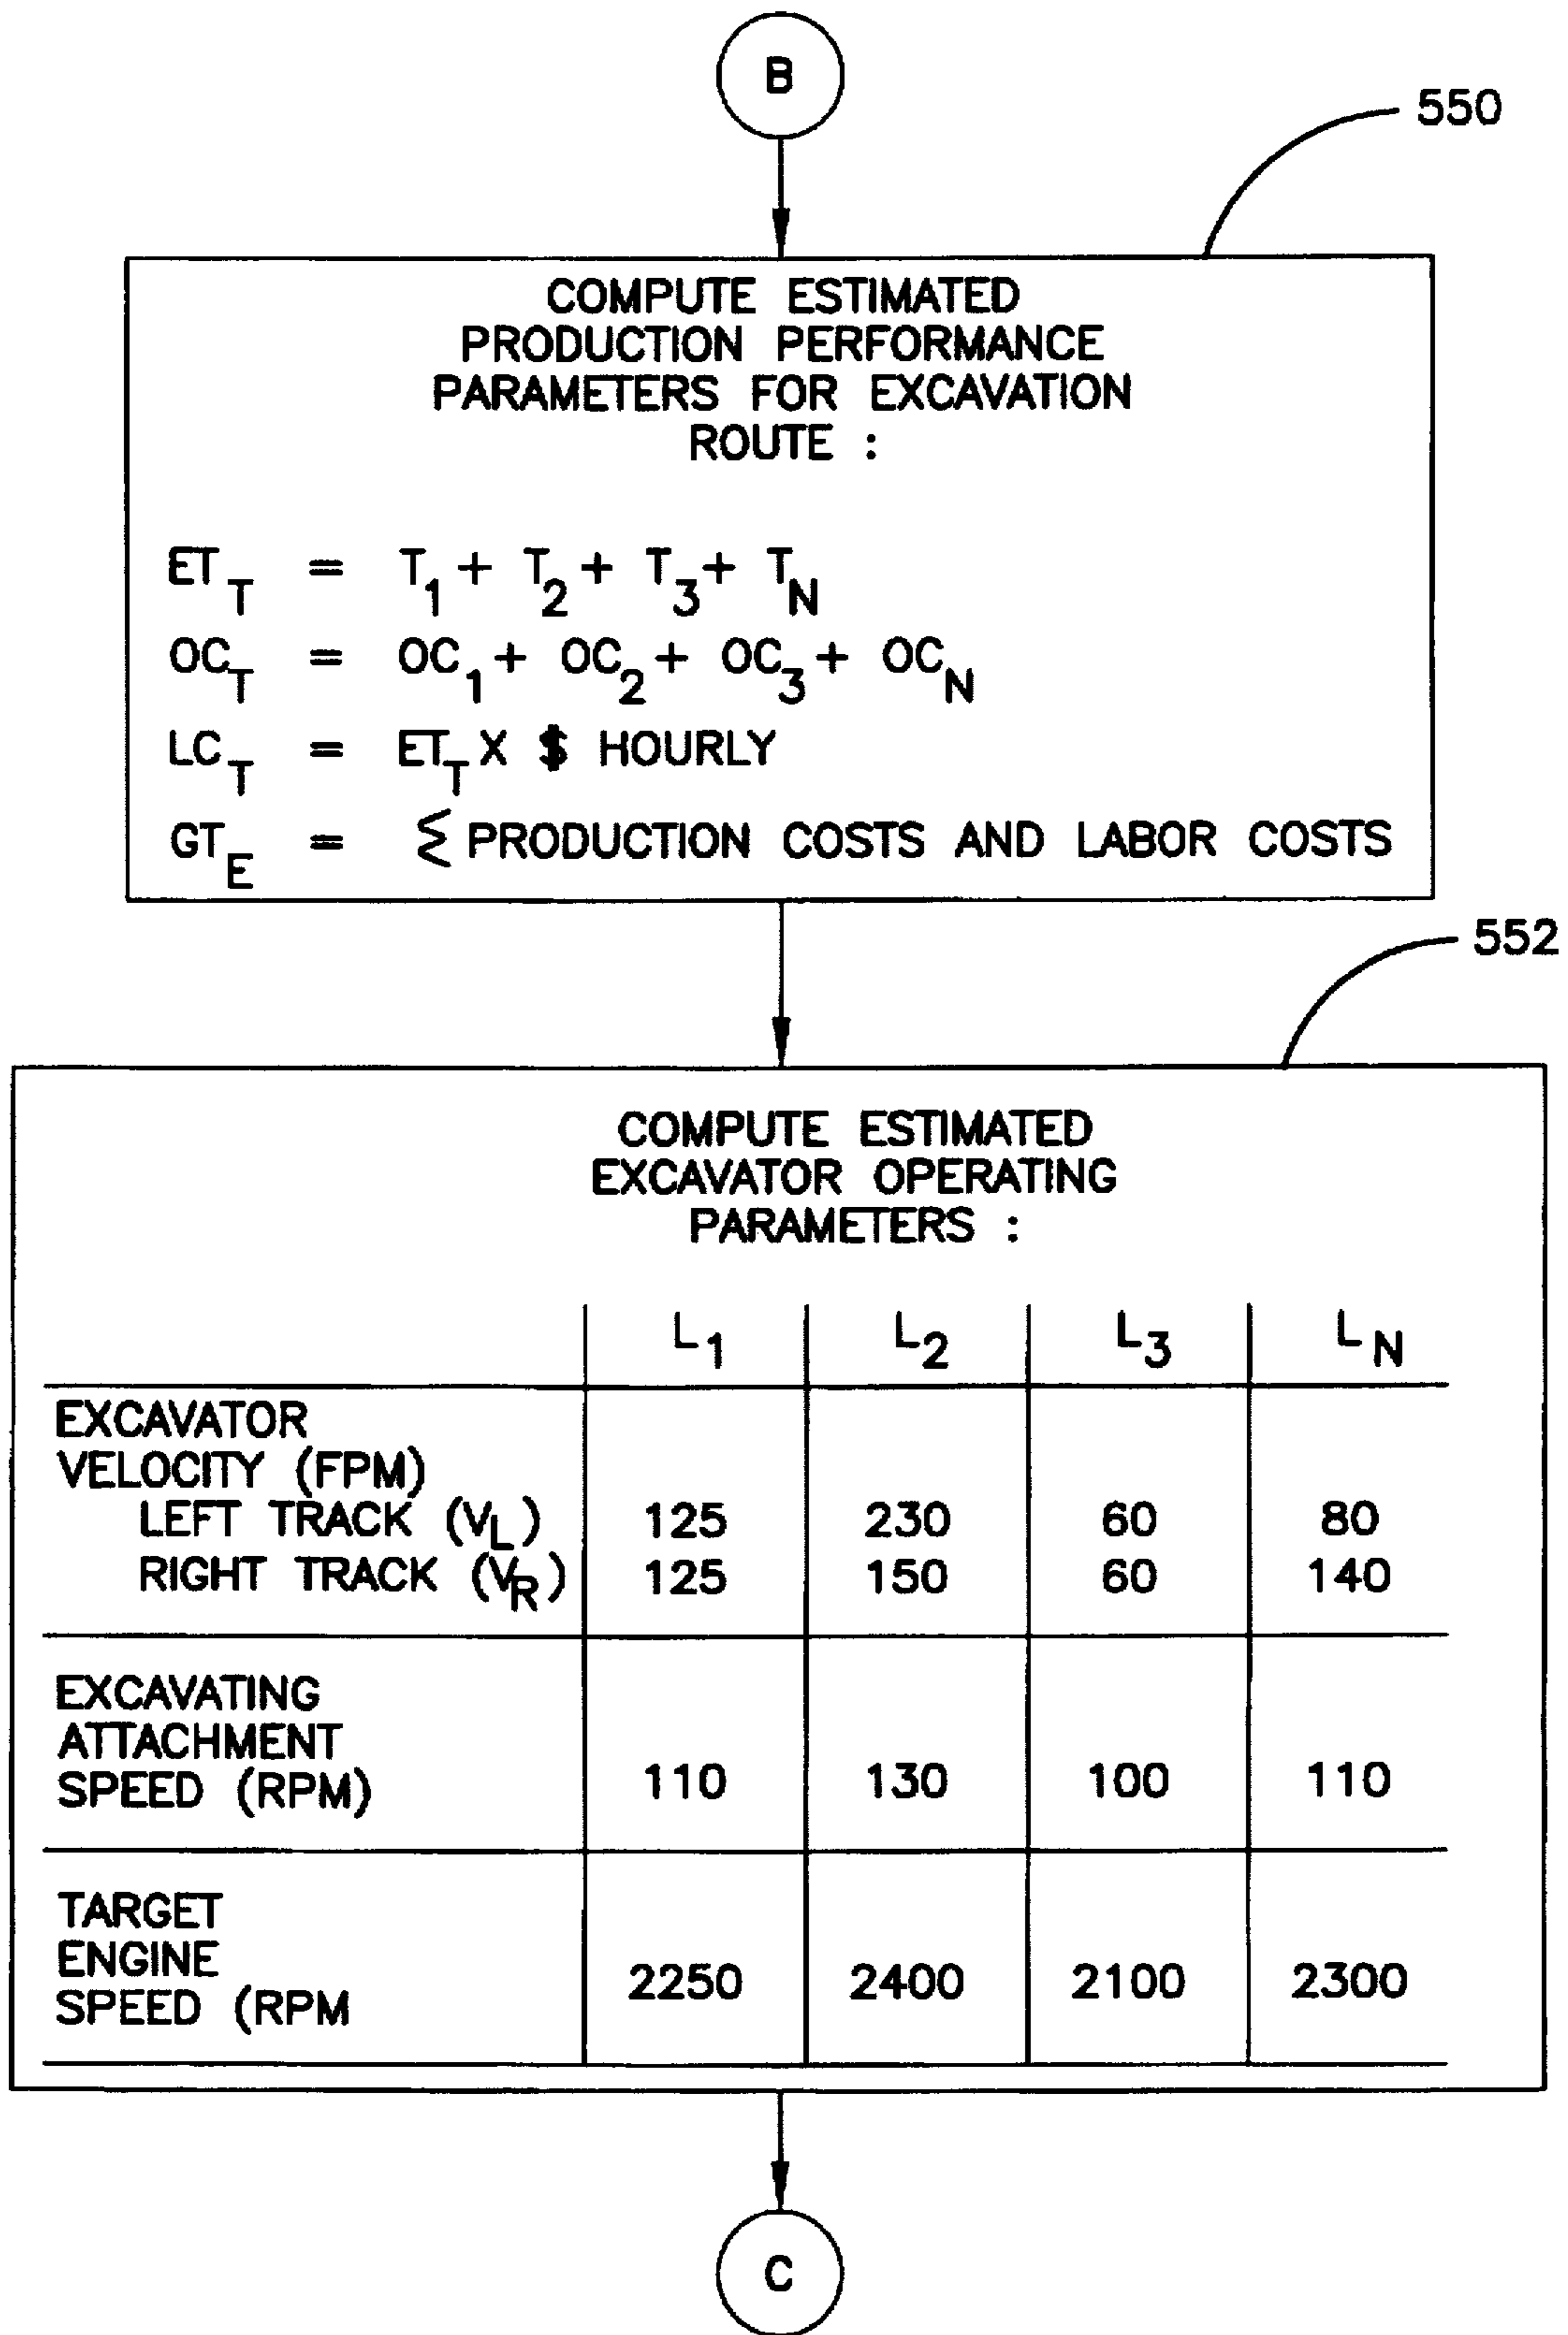 B
550
COMPUTE ESTIMATED
PRODUCTION PERFORMANCE
PARAMETERS FOR EXCAVATION
ROUTE :
ET_T = T_1 + T_2 + T_3 + T_N
OC_T = OC_1 + OC_2 + OC_3 + OC_N
LC_T = ET_T X $ HOURLY
GT_E = Σ PRODUCTION COSTS AND LABOR COSTS
552
COMPUTE ESTIMATED
EXCAVATOR OPERATING
PARAMETERS :
L_1 L_2 L_3 L_N
EXCAVATOR
VELOCITY (FPM)
LEFT TRACK (V_L) 125 230 60 80
RIGHT TRACK (V_R) 125 150 60 140
EXCAVATING
ATTACHMENT
SPEED (RPM) 110 130 100 110
TARGET
ENGINE
SPEED (RPM 2250 2400 2100 2300
C